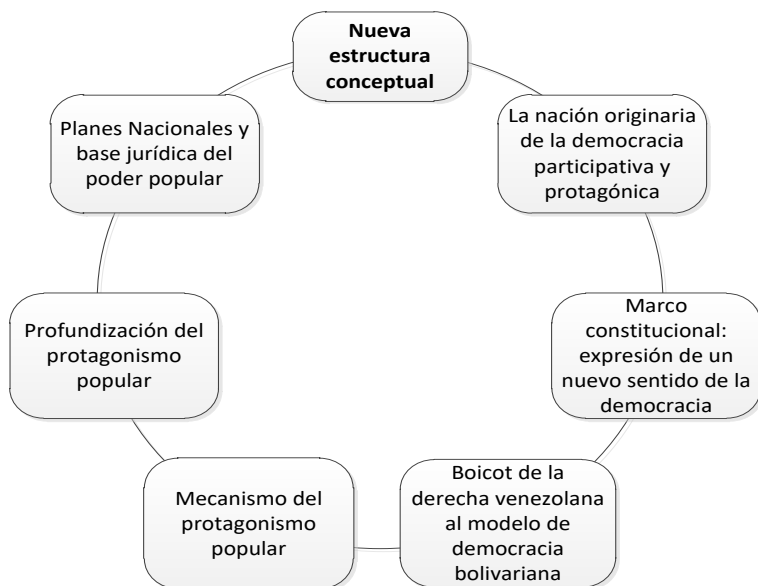 Nueva
estructura
conceptual
La nación originaria
de la democracia
participativa y
protagónica
Marco
constitucional:
expresión de un
nuevo sentido de la
democracia
Boicot de la
derecha venezolana
al modelo de
democracia
bolivariana
Mecanismo del
protagonismo
popular
Profundización del
protagonismo
popular
Planes Nacionales y
base jurídica del
poder popular